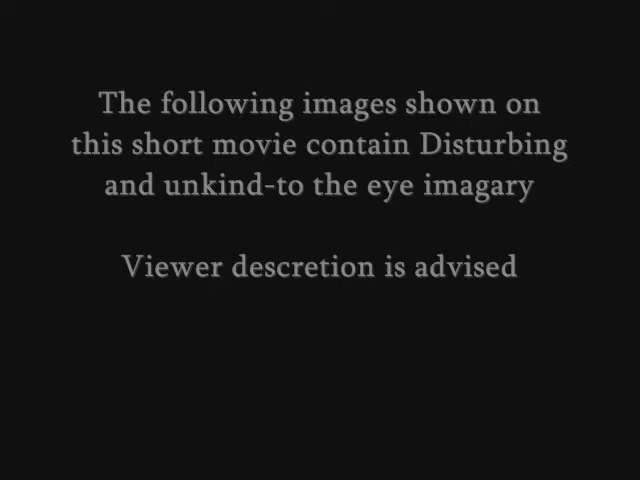 The following images shown on
this short movie contain Disturbing
and unkind-to the eye imagary
Viewer descretion is advised